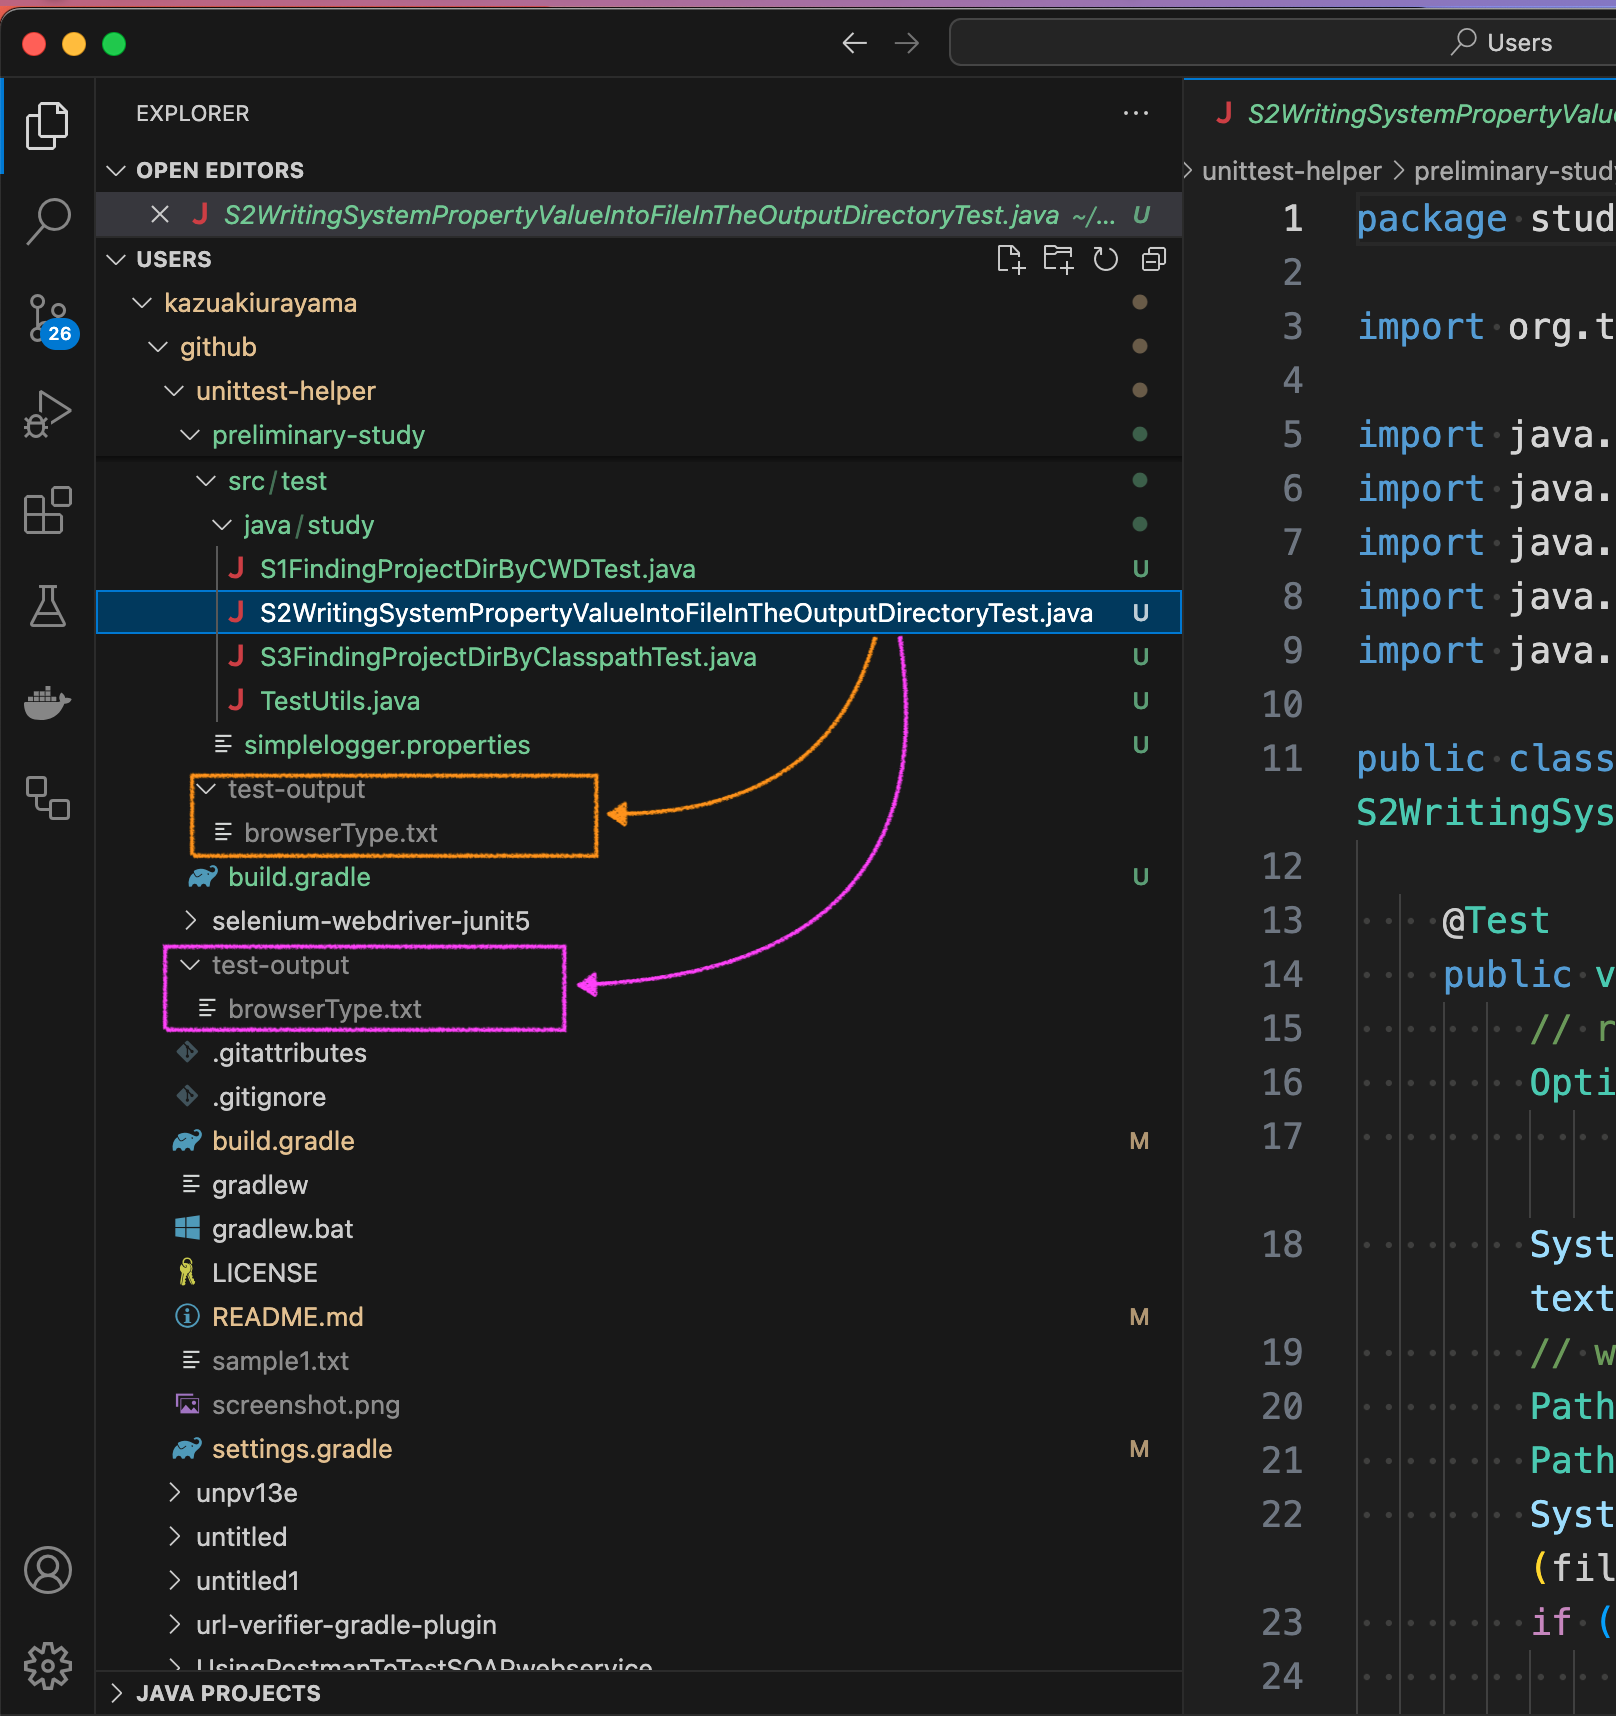 Users
EXPLORER
OPEN EDITORS
S2WritingSystemPropertyValueIntoFileInTheOutputDirectoryTest.java ~/... U
USERS
kazuakiurayama
github
unittest-helper
preliminary-study
src / test
java / study
S1FindingProjectDirByCWDTest.java U
S2WritingSystemPropertyValueIntoFileInTheOutputDirectoryTest.java U
S3FindingProjectDirByClasspathTest.java U
TestUtils.java U
simplelogger.properties U
test-output
browserType.txt
build.gradle U
selenium-webdriver-junit5
test-output
browserType.txt
.gitattributes
.gitignore
build.gradle M
gradlew
gradlew.bat
LICENSE
README.md M
sample1.txt
screenshot.png
settings.gradle M
unpv13e
untitled
untitled1
url-verifier-gradle-plugin
UsingPostmanToTestSOAPwebservice
JAVA PROJECTS
26
S2WritingSystemPropertyValu
unittest-helper > preliminary-stud
1 package stud
2
3 import org.t
4
5 import java.
6 import java.
7 import java.
8 import java.
9 import java.
10
11 public class
S2WritingSys
12
13 @Test
14 public v
15 // r
16 Opti
17
18 Syst
text
19 // w
20 Path
21 Path
22 Syst
(fil
23 if (
24